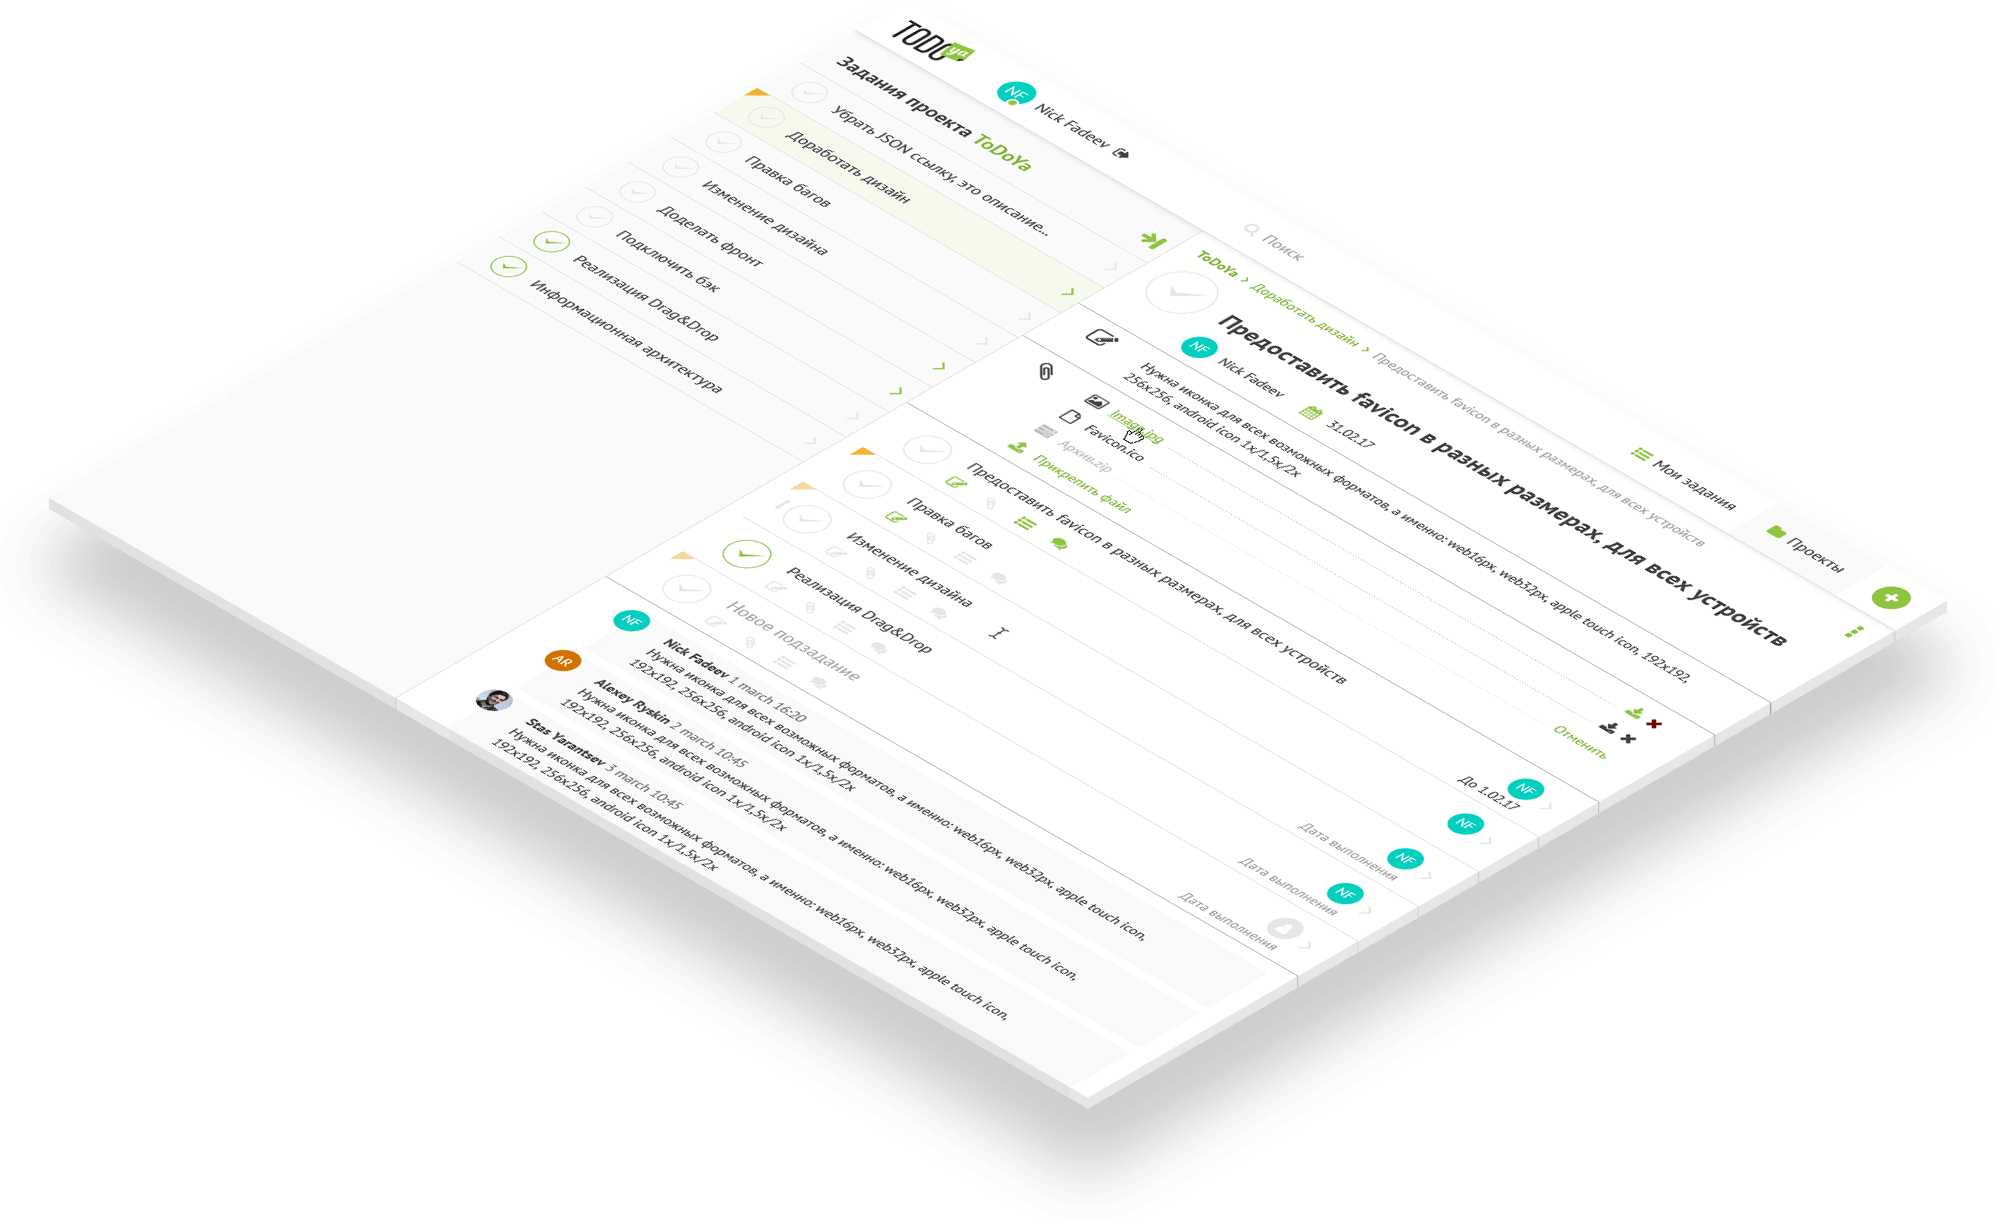 TODO ya
NF
Nick Fadeev
Поиск
Мои задания
Проекты
Задания проекта ToDoYa
Убрать JSON ссылку, это описание...
Доработать дизайн
Правка багов
Изменение дизайна
Доделать фронт
Подключить бэк
Реализация Drag&Drop
Информационная архитектура
ToDoYa > Доработать дизайн > Предоставить favicon в разных размерах, для всех устройств
Предоставить favicon в разных размерах, для всех устройств
NF
Nick Fadeev
31.02.17
Нужна иконка для всех возможных форматов, а именно: web16px, web32px, apple touch icon, 192x192,
256x256, android icon 1x/1,5x/2x
Image.jpg
Favicon.ico
Архив.zip
Отменить
Прикрепить файл
Предоставить favicon в разных размерах, для всех устройств
До 1.02.17
NF
Правка багов
NF
Изменение дизайна
Дата выполнения
NF
Реализация Drag&Drop
Дата выполнения
NF
Новое подзадание
Дата выполнения
NF
Nick Fadeev 1 march 16:20
Нужна иконка для всех возможных форматов, а именно: web16px, web32px, apple touch icon,
192x192, 256x256, android icon 1x/1,5x/2x
AR
Alexey Ryskin 2 march 10:45
Нужна иконка для всех возможных форматов, а именно: web16px, web32px, apple touch icon,
192x192, 256x256, android icon 1x/1,5x/2x
Stas Yarantsev 3 march 10:45
Нужна иконка для всех возможных форматов, а именно: web16px, web32px, apple touch icon,
192x192, 256x256, android icon 1x/1,5x/2x